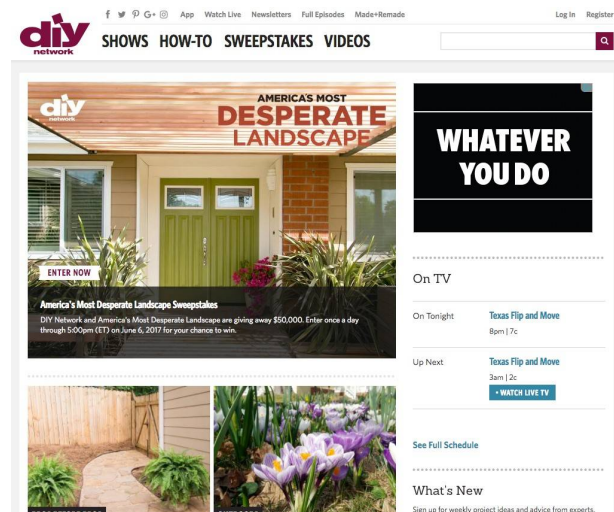 App Watch Live Newsletters Full Episodes Made+Remade Log In Register
diy
network
SHOWS HOW-TO SWEEPSTAKES VIDEOS
diy
network
AMERICA'S MOST
DESPERATE
LANDSCAPE
ENTER NOW
America's Most Desperate Landscape Sweepstakes
DIY Network and America's Most Desperate Landscape are giving away $50,000. Enter once a day
through 5:00pm (ET) on June 6, 2017 for your chance to win.
WHATEVER
YOU DO
On TV
On Tonight Texas Flip and Move
8pm | 7c
Up Next Texas Flip and Move
3am | 2c
• WATCH LIVE TV
See Full Schedule
What's New
Sign up for weekly project ideas and advice from experts.